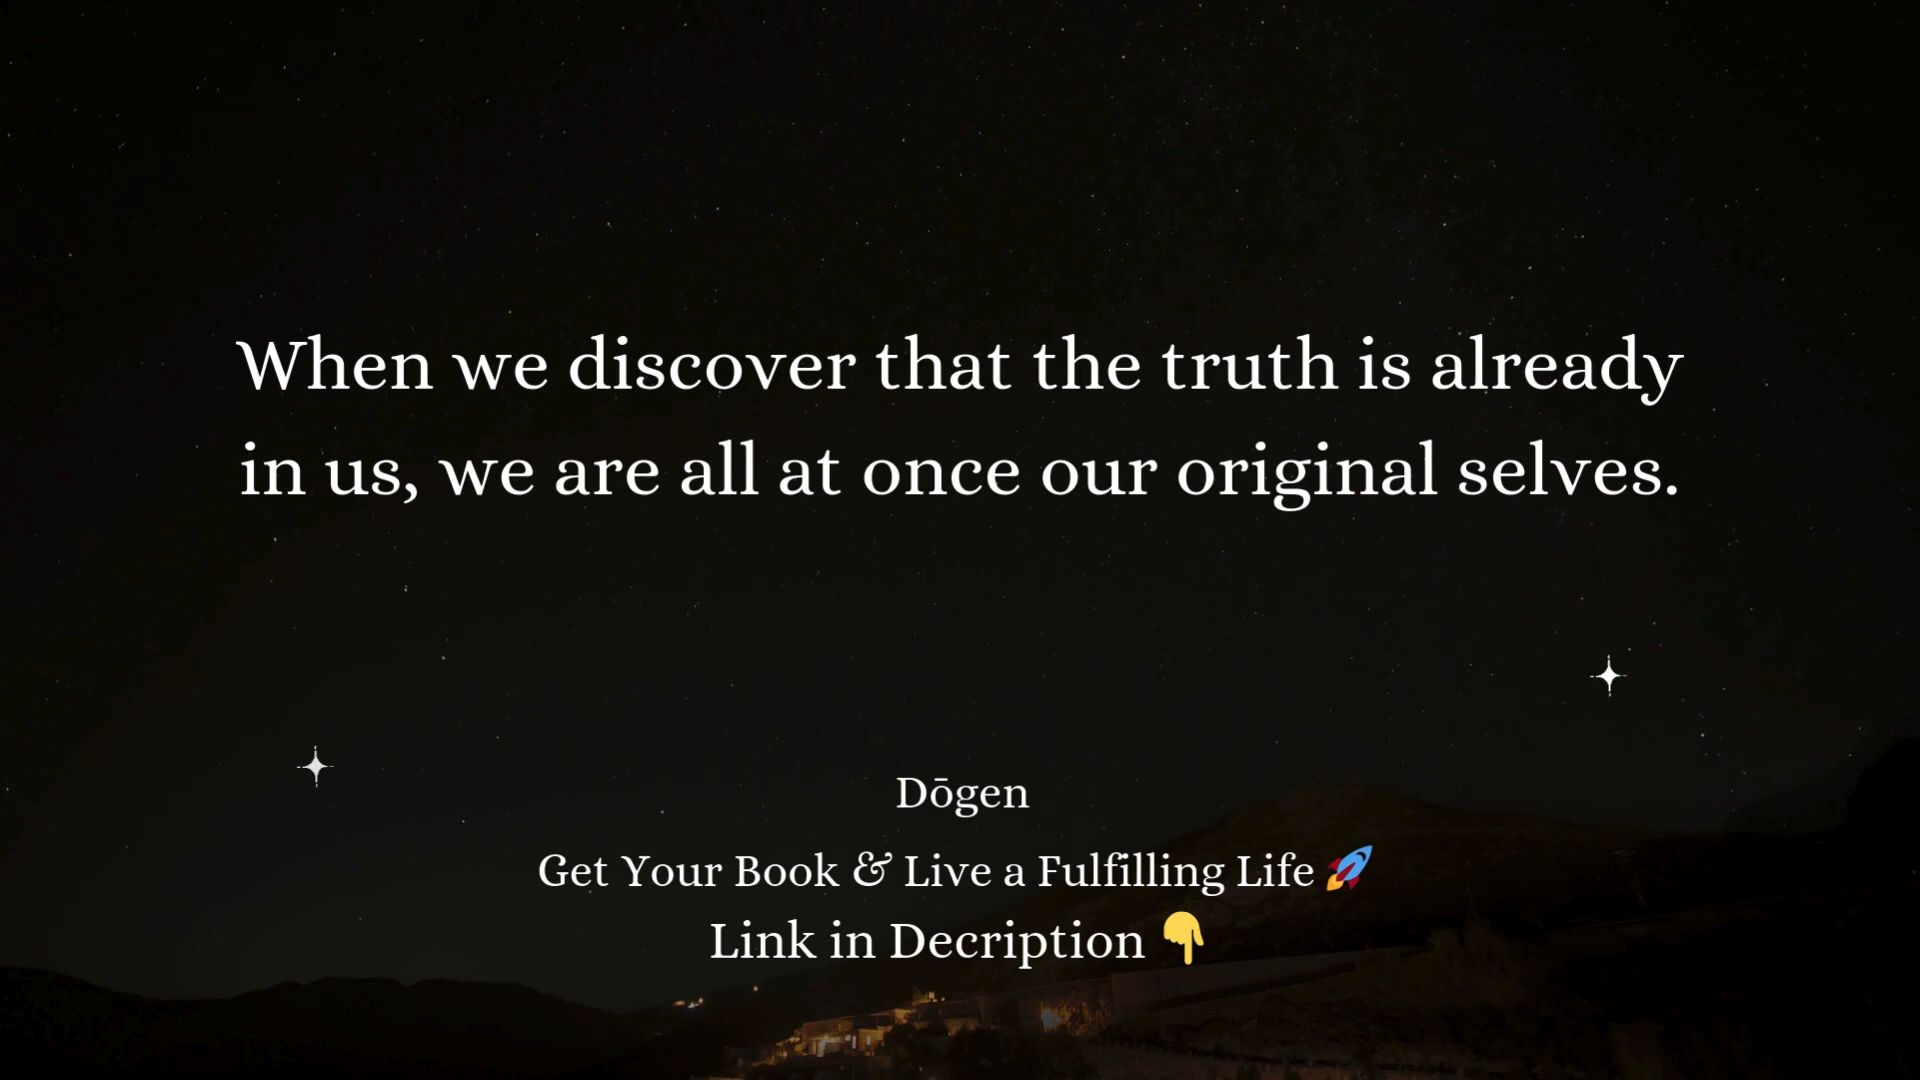 When we discover that the truth is already
in us, we are all at once our original selves.
Dōgen
Get Your Book & Live a Fulfilling Life 🚀
Link in Decription 👇